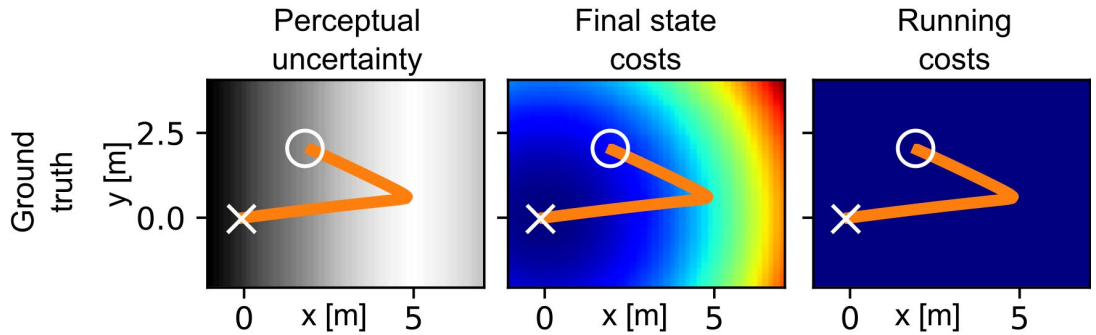 Perceptual
uncertainty
Final state
costs
Running
costs
Ground
truth
y [m]
2.5
0.0
0
x [m]
5
0
x [m]
5
0
x [m]
5